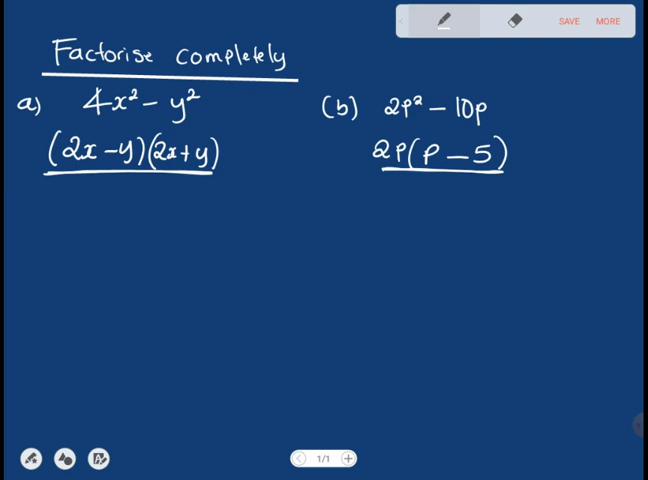 SAVE MORE
Factorise completely
a) 4x² - y²
(2x - y)(2x + y)
(b) 2p² - 10p
2p(p - 5)
1/1